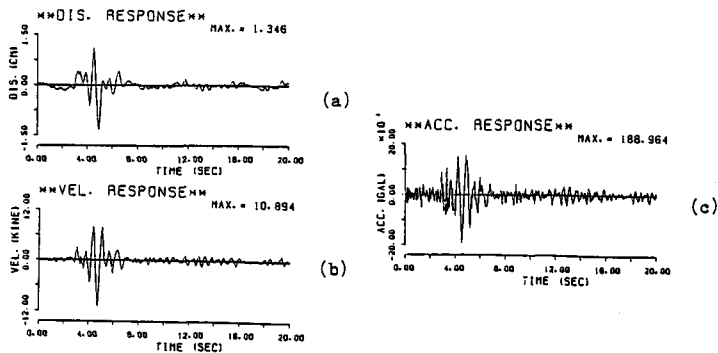 **DIS. RESPONSE**
MAX. = 1.346
DIS. (CM)
1.50
0.00
-1.50
0.00 4.00 8.00 12.00 16.00 20.00
TIME (SEC)
(a)
**VEL. RESPONSE**
MAX. = 10.894
VEL. (KINE)
12.00
0.00
-12.00
0.00 4.00 8.00 12.00 16.00 20.00
TIME (SEC)
(b)
**ACC. RESPONSE**
MAX. = 188.964
ACC. (GAL)
20.00
0.00
-20.00
0.00 4.00 8.00 12.00 16.00 20.00
TIME (SEC)
(c)